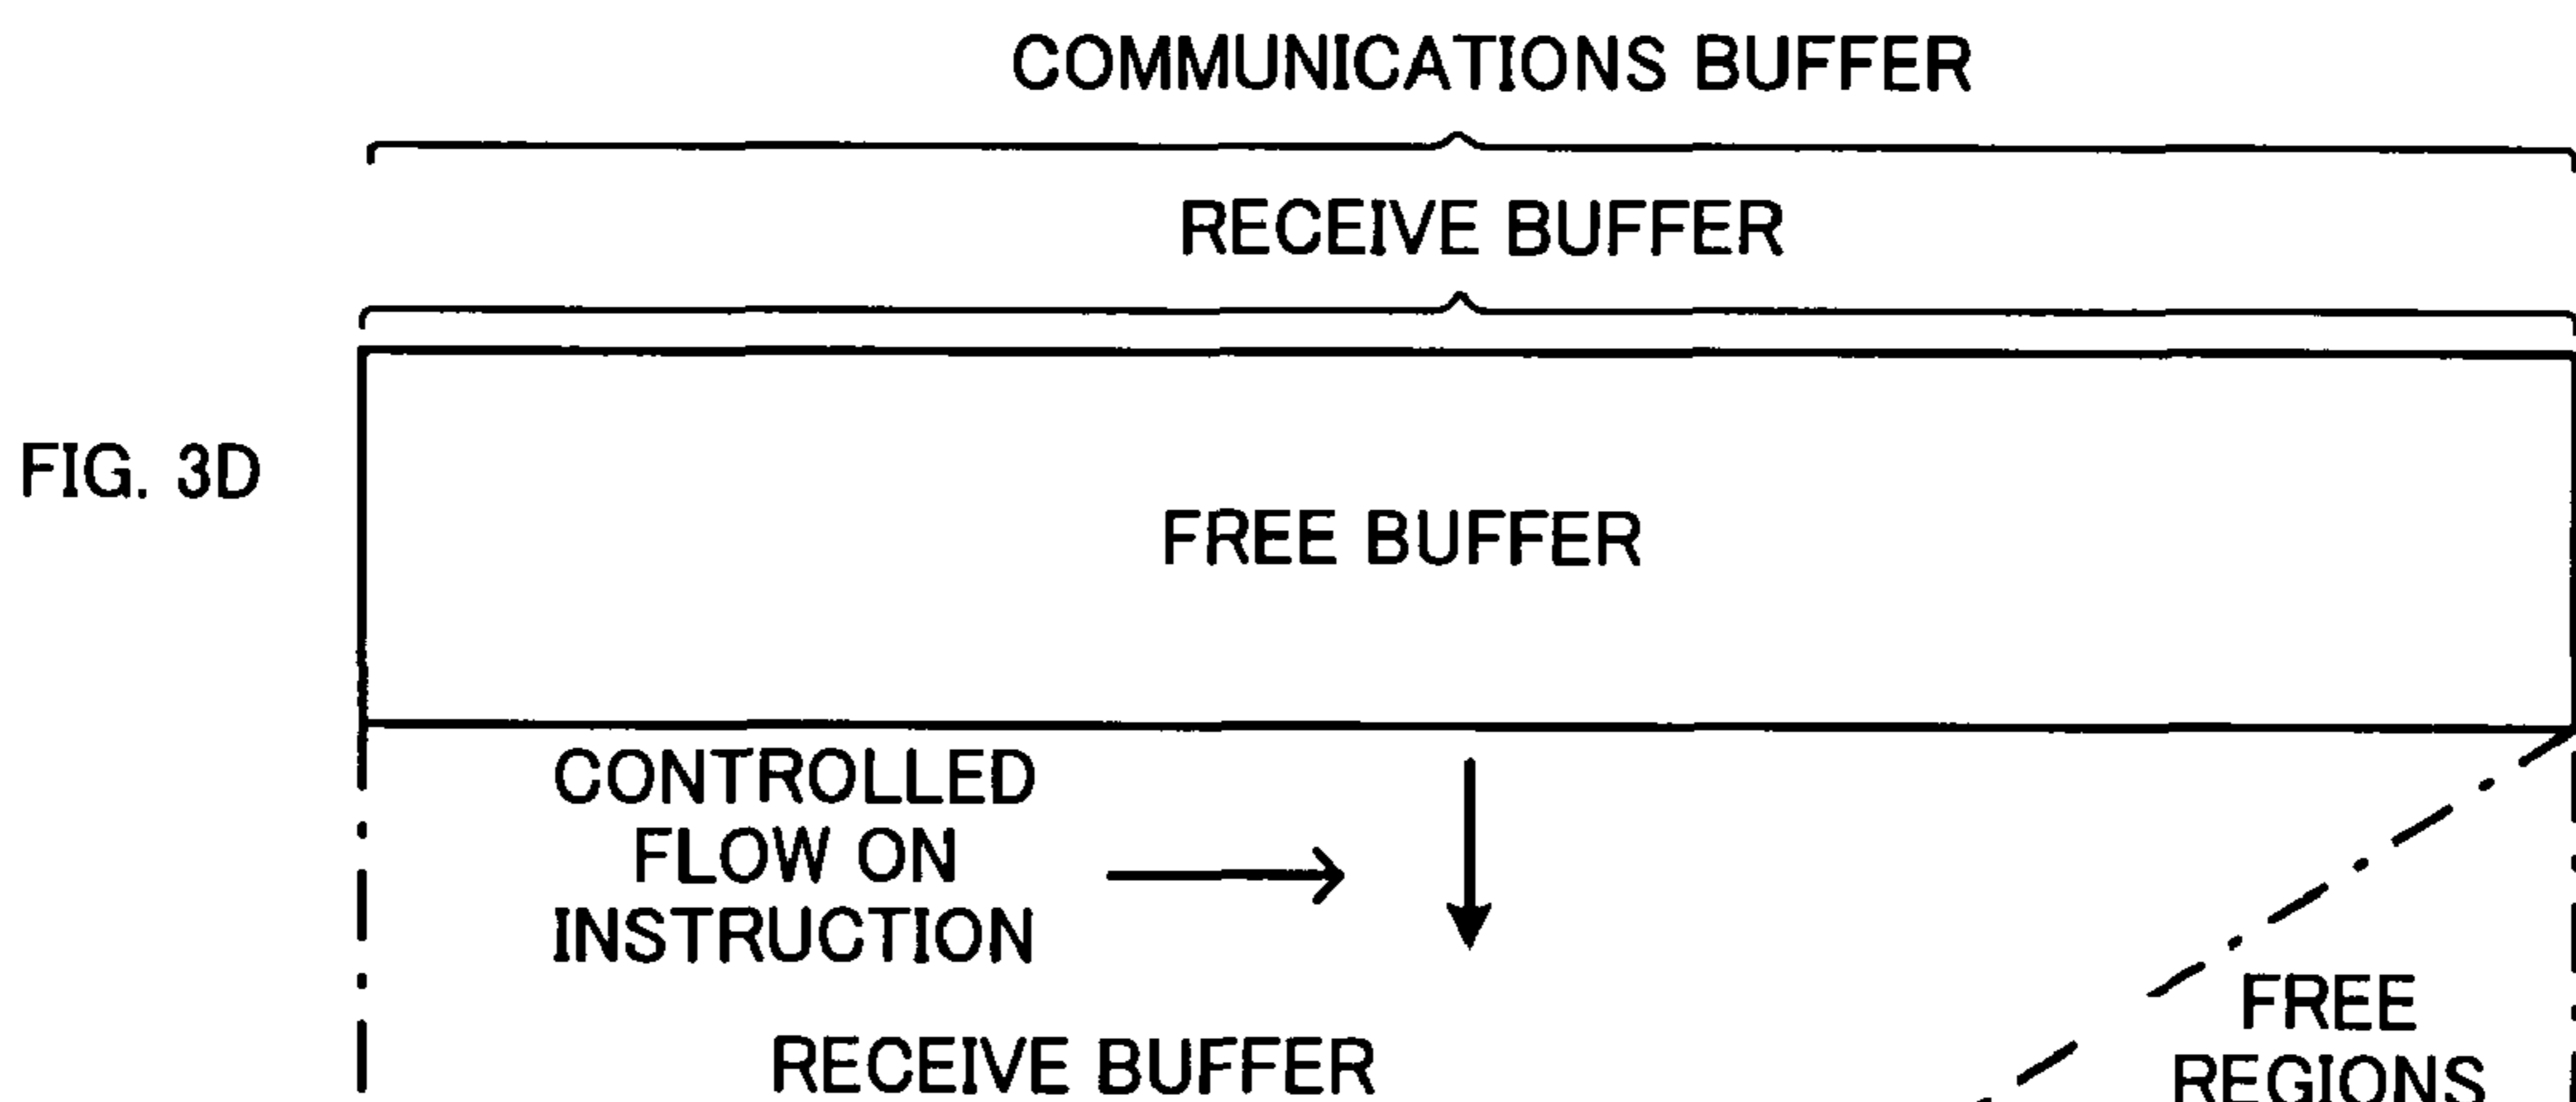 COMMUNICATIONS BUFFER
RECEIVE BUFFER
FIG. 3D
FREE BUFFER
CONTROLLED
FLOW ON
INSTRUCTION
FREE
REGIONS
RECEIVE BUFFER